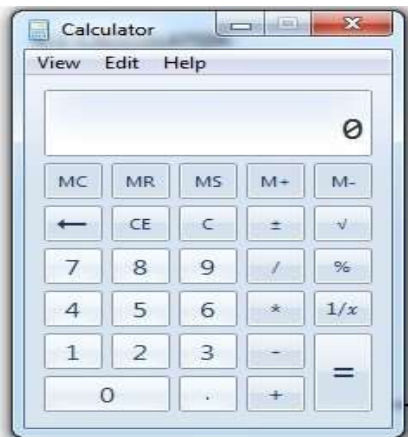 Calculator
View Edit Help
0
MC MR MS M+ M-
← CE C ± √
7 8 9 / %
4 5 6 * 1/x
1 2 3 - =
0 . +